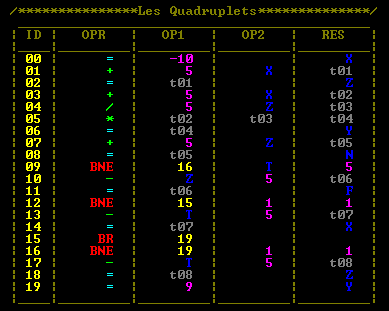 /***************Les Quadruplets**************/
ID OPR OP1 OP2 RES
00 = -10 X
01 + 5 X t01
02 = t01 Z
03 + 5 X t02
04 / 5 Z t03
05 * t02 t03 t04
06 = t04 Y
07 + 5 Z t05
08 = t05 N
09 BNE 16 I 5
10 - Z 5 t06
11 = t06 F
12 BNE 15 1 1
13 - I 5 t07
14 = t07 X
15 BR 19
16 BNE 19 1 1
17 - I 5 t08
18 = t08 Z
19 = 9 Y